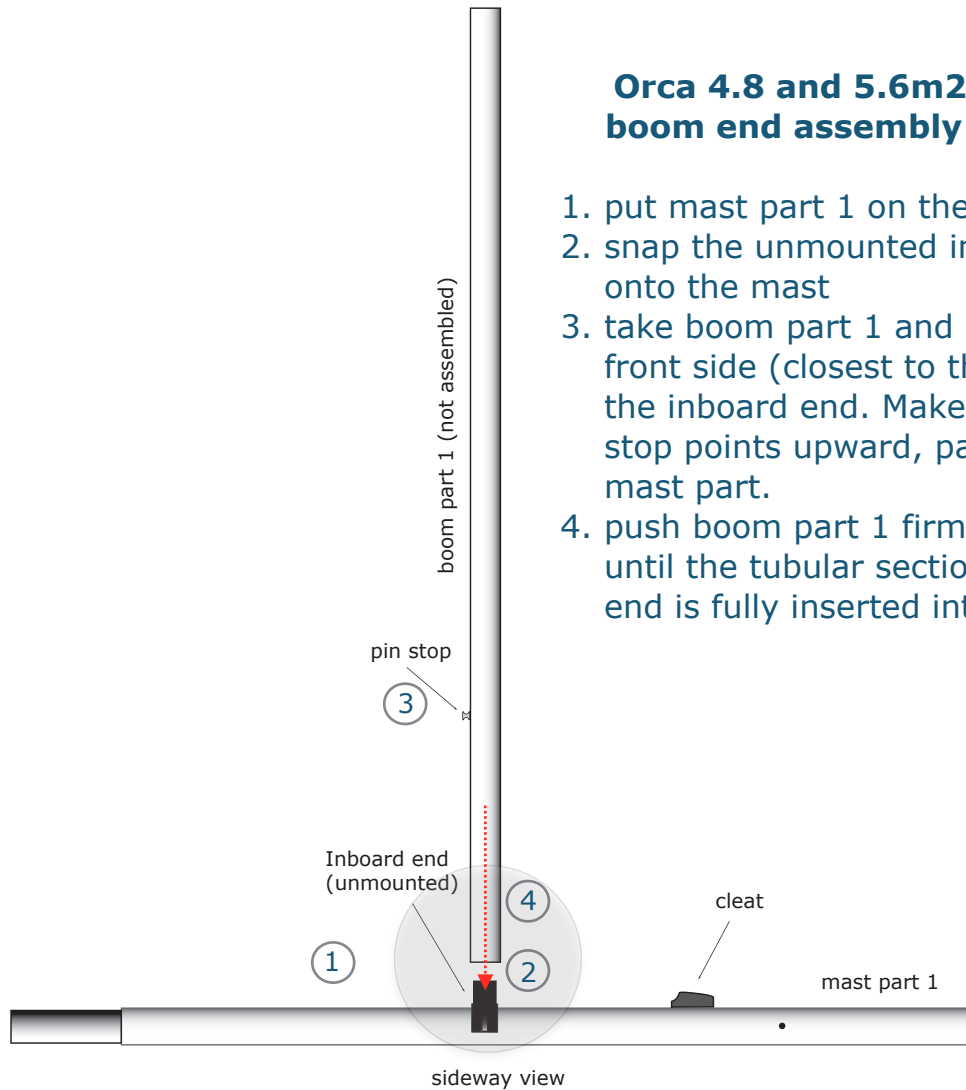 Orca 4.8 and 5.6m2
boom end assembly
1. put mast part 1 on the
2. snap the unmounted in
onto the mast
3. take boom part 1 and
front side (closest to th
the inboard end. Make
stop points upward, pa
mast part.
4. push boom part 1 firm
until the tubular sectio
end is fully inserted int
boom part 1 (not assembled)
pin stop
3
Inboard end
(unmounted)
4
cleat
1
2
mast part 1
sideway view